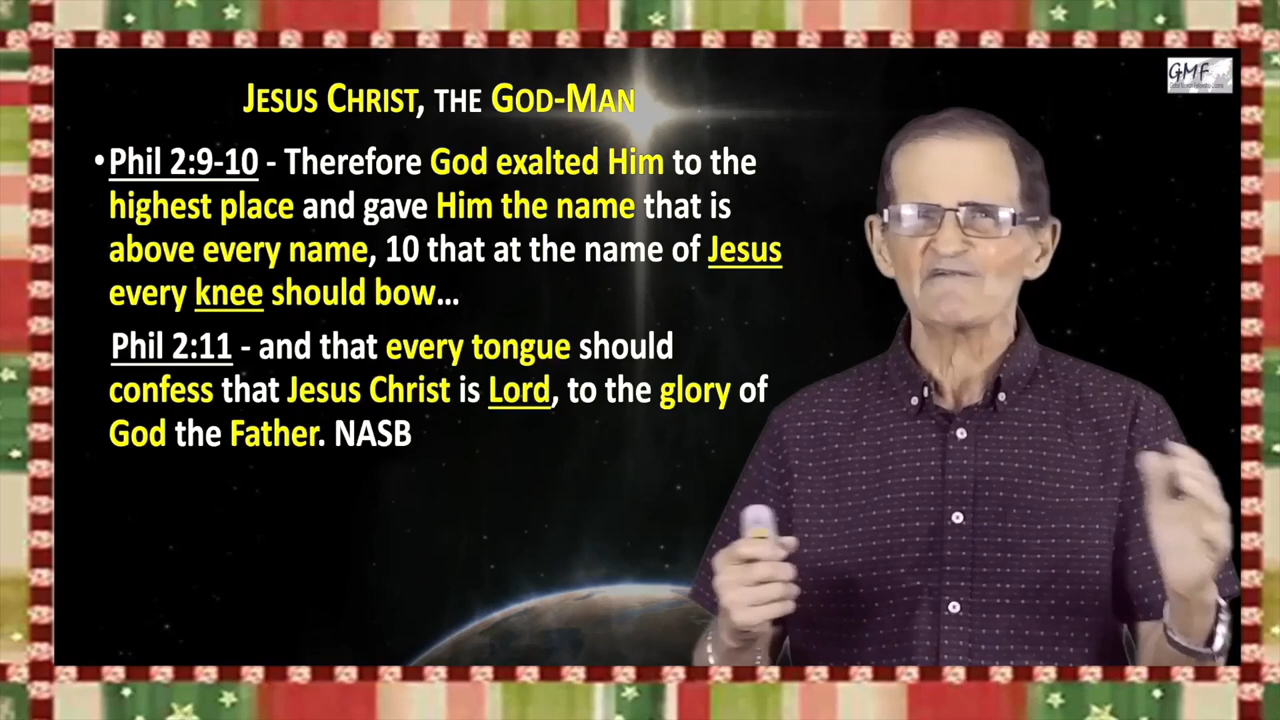 JESUS CHRIST, THE GOD-MAN
•Phil 2:9-10 - Therefore God exalted Him to the
highest place and gave Him the name that is
above every name, 10 that at the name of Jesus
every knee should bow...
Phil 2:11 - and that every tongue should
confess that Jesus Christ is Lord, to the glory of
God the Father. NASB
GMF